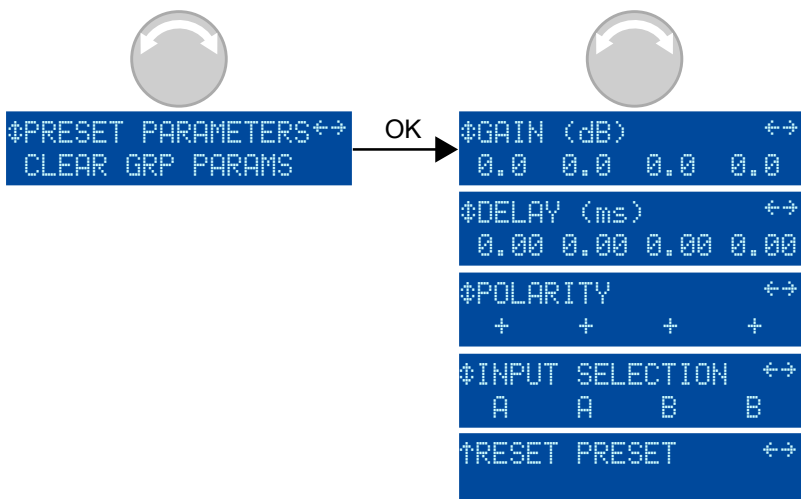 ↕PRESET PARAMETERS←→
CLEAR GRP PARAMS
OK
↕GAIN (dB) ←→
0.0 0.0 0.0 0.0
↕DELAY (ms) ←→
0.00 0.00 0.00 0.00
↕POLARITY ←→
+ + + +
↕INPUT SELECTION ←→
A A B B
↑RESET PRESET ←→